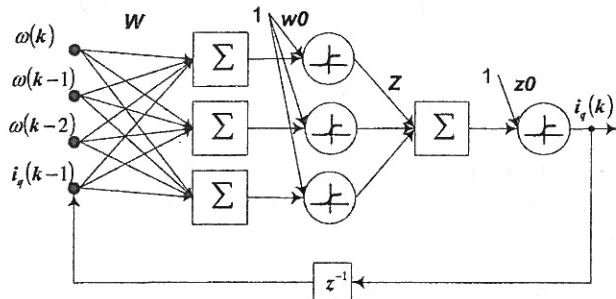 W
1
w0
ω(k)
Σ
ω(k-1)
Z
1
z0
i_q(k)
ω(k-2)
Σ
Σ
i_q(k-1)
Σ
z⁻¹